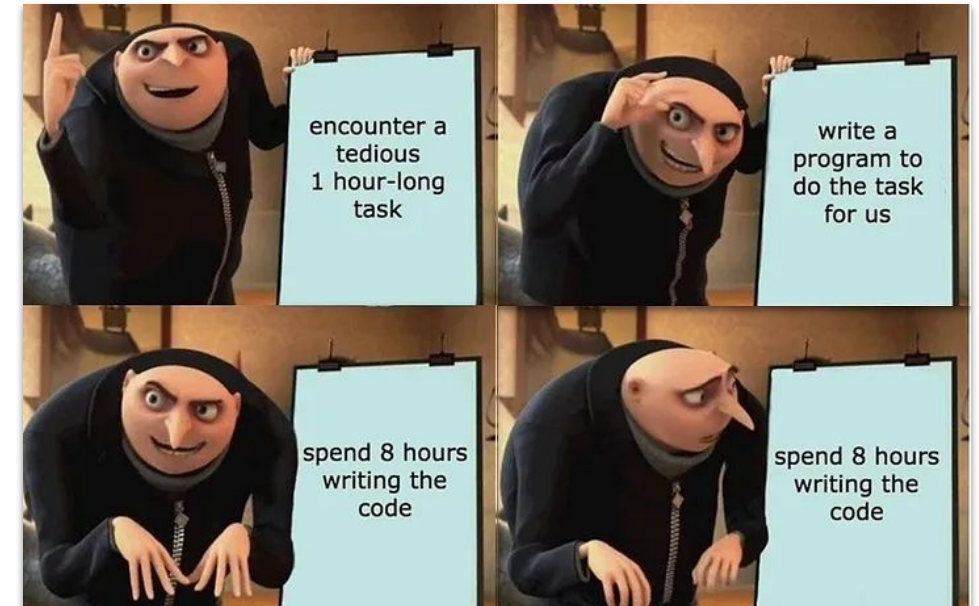 encounter a
tedious
1 hour-long
task
write a
program to
do the task
for us
spend 8 hours
writing the
code
spend 8 hours
writing the
code